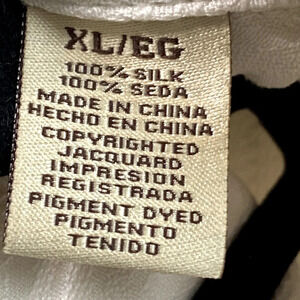 XL/EG
100% SILK
100% SEDA
MADE IN CHINA
HECHO EN CHINA
COPYRIGHTED
JACQUARD
IMPRESION
REGISTRADA
PIGMENT DYED
PIGMENTO
TENIDO